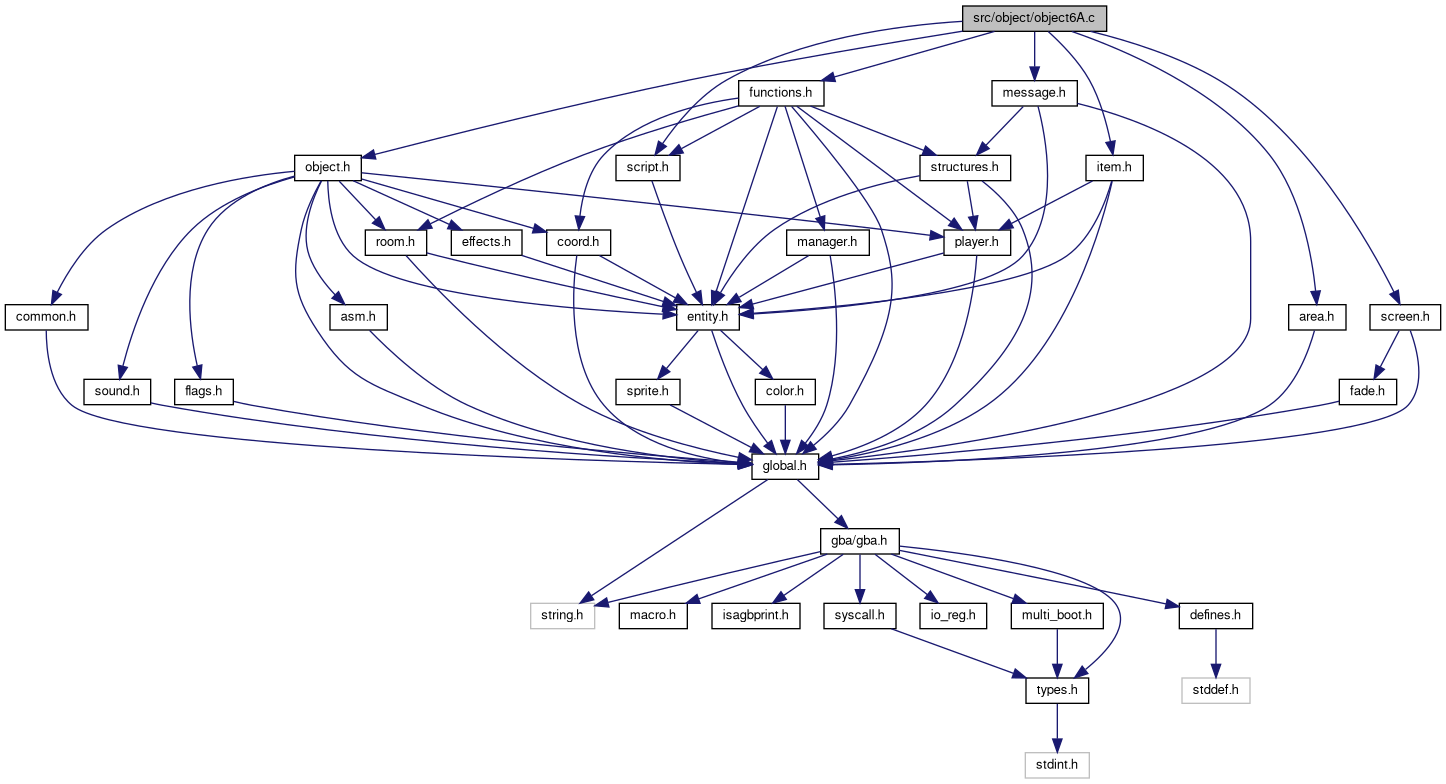 src/object/object6A.c
functions.h
message.h
object.h
script.h
structures.h
item.h
room.h
effects.h
coord.h
manager.h
player.h
common.h
asm.h
entity.h
area.h
screen.h
sound.h
flags.h
sprite.h
color.h
fade.h
global.h
gba/gba.h
string.h
macro.h
isagbprint.h
syscall.h
io_reg.h
multi_boot.h
defines.h
types.h
stddef.h
stdint.h